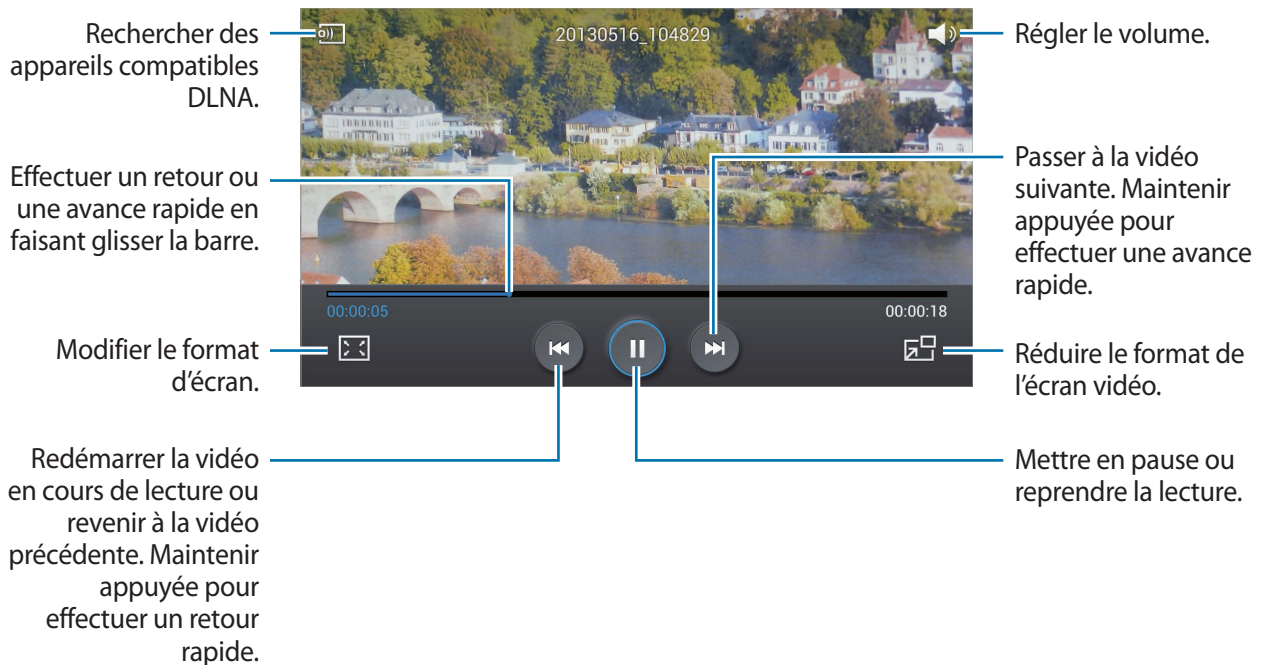 Rechercher des
appareils compatibles
DLNA.
20130516_104829
Régler le volume.
Effectuer un retour ou
une avance rapide en
faisant glisser la barre.
Passer à la vidéo
suivante. Maintenir
appuyée pour
effectuer une avance
rapide.
00:00:05
00:00:18
Modifier le format
d'écran.
Réduire le format de
l'écran vidéo.
Redémarrer la vidéo
en cours de lecture ou
revenir à la vidéo
précédente. Maintenir
appuyée pour
effectuer un retour
rapide.
Mettre en pause ou
reprendre la lecture.